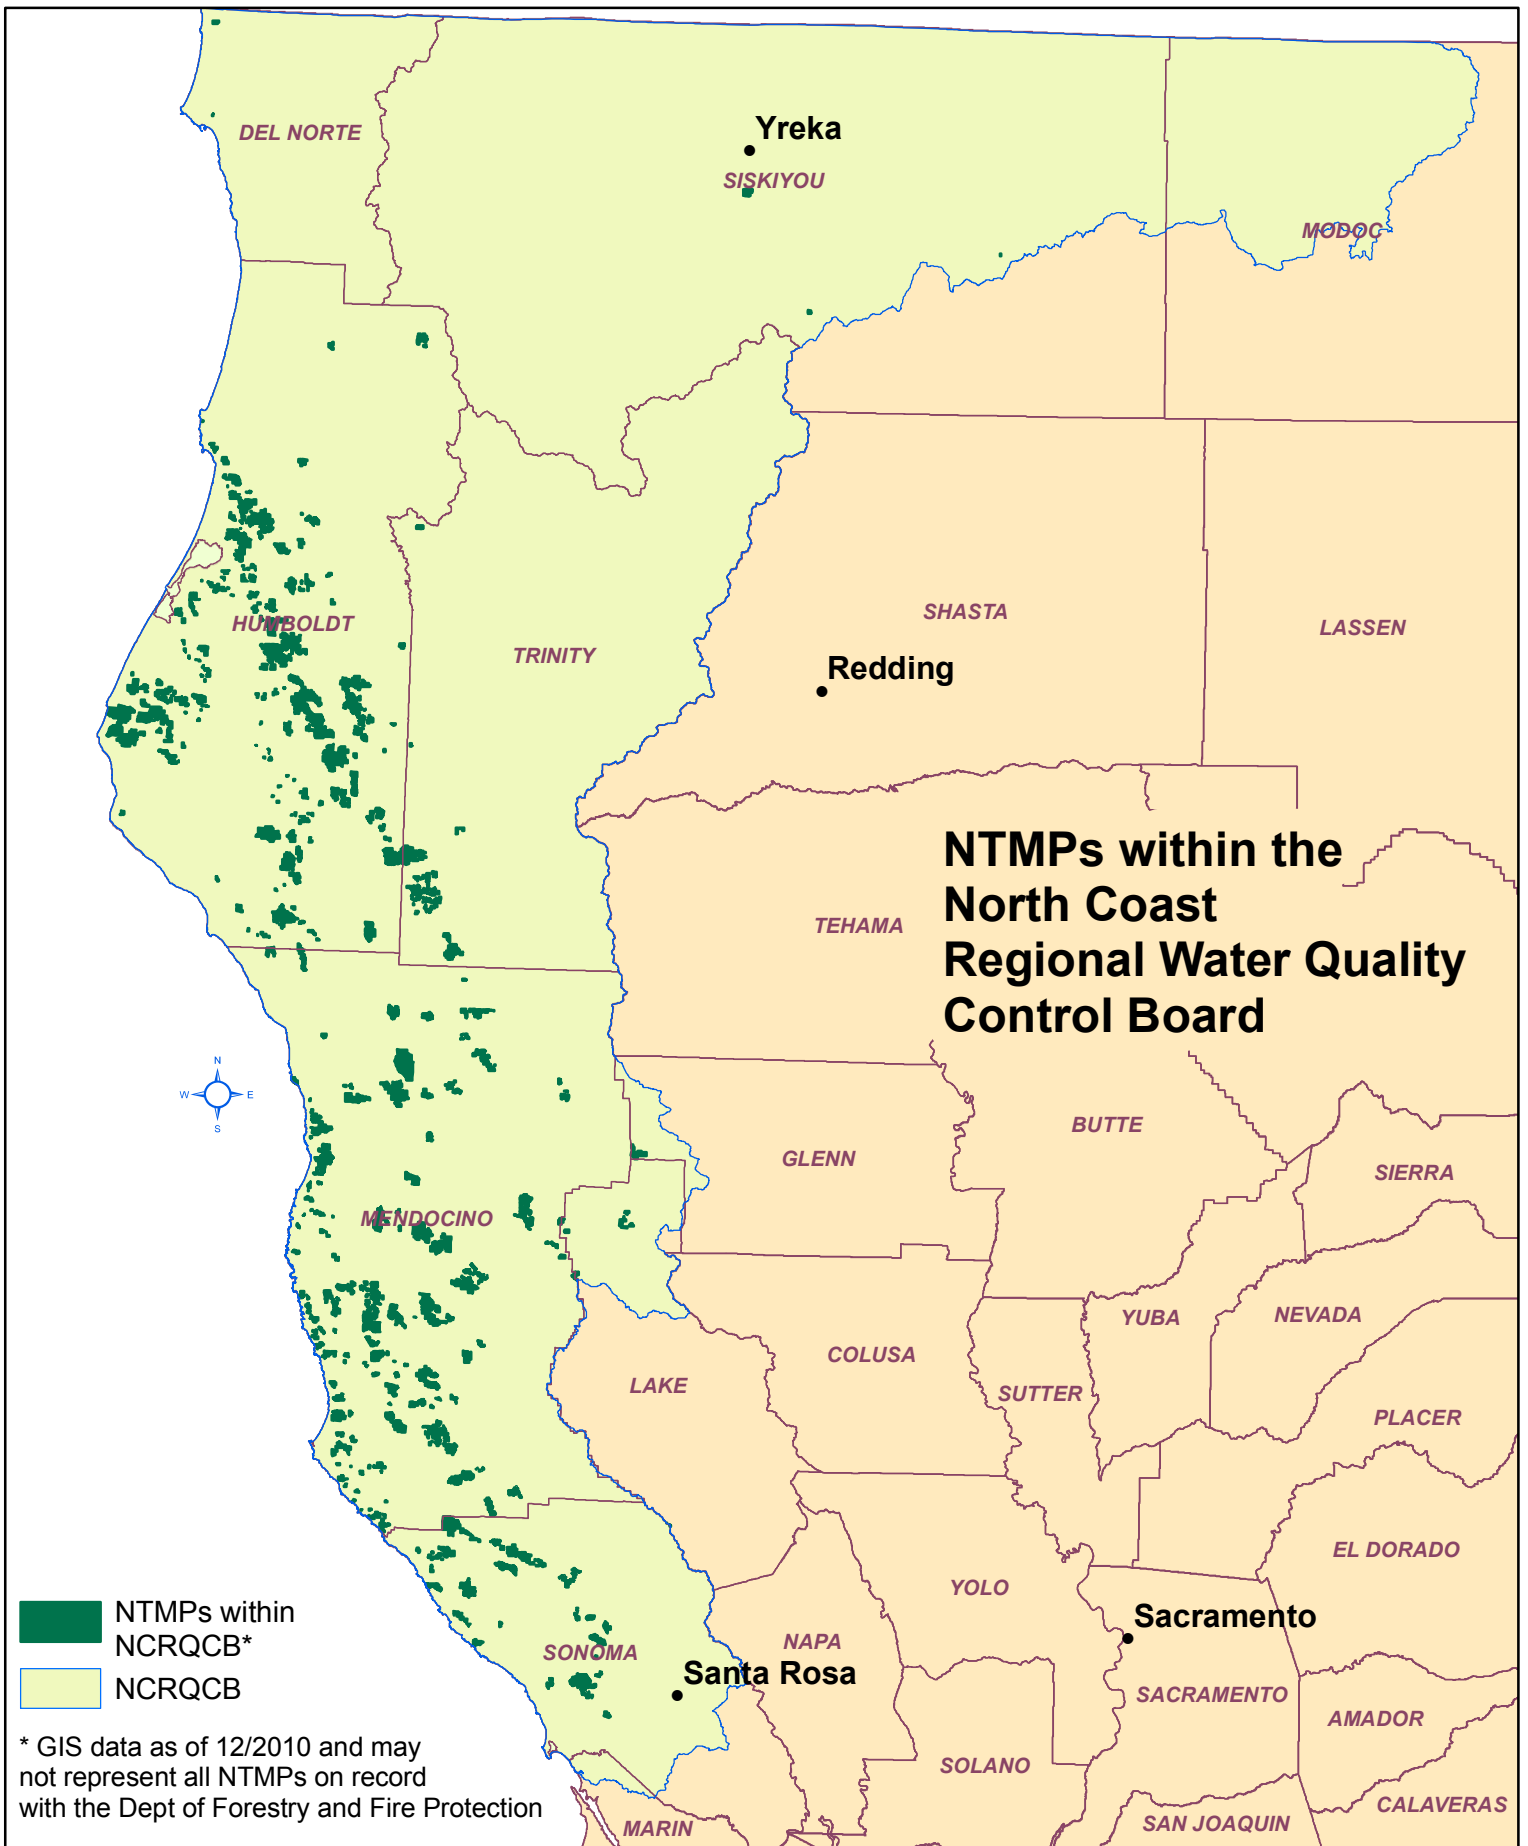 Yreka
DEL NORTE
SISKIYOU
MODOC
SHASTA
HUMBOLDT
LASSEN
TRINITY
Redding
NTMPs within the
North Coast
Regional Water Quality
Control Board
TEHAMA
N
W E
S
BUTTE
GLENN
SIERRA
MENDOCINO
NEVADA
YUBA
COLUSA
LAKE
SUTTER
PLACER
EL DORADO
YOLO
NTMPs within
NCRQCB*
Sacramento
NAPA
SONOMA
Santa Rosa
NCRQCB
SACRAMENTO
AMADOR
* GIS data as of 12/2010 and may
not represent all NTMPs on record
with the Dept of Forestry and Fire Protection
SOLANO
CALAVERAS
SAN JOAQUIN
MARIN